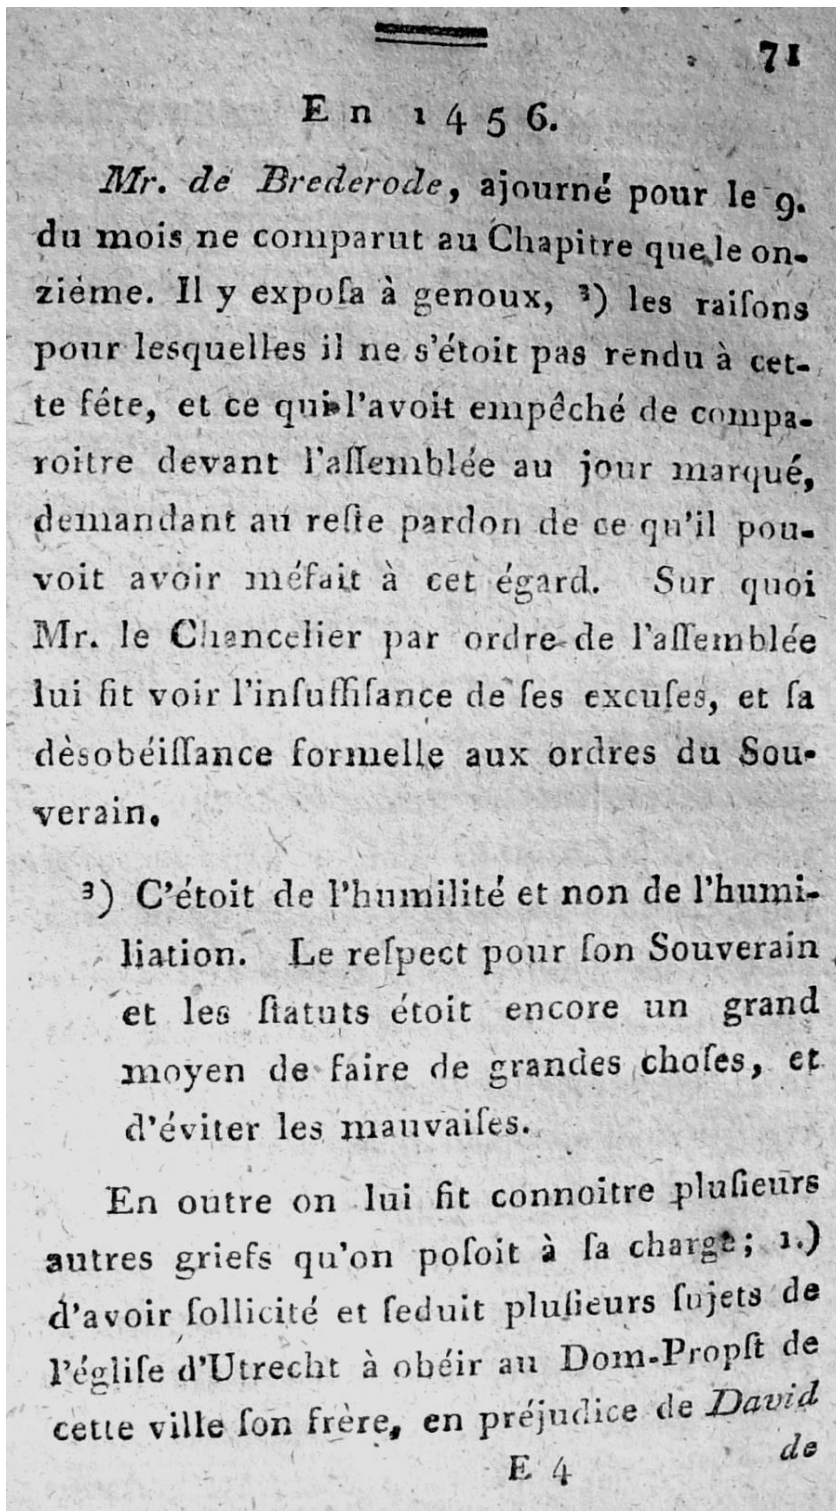 71
En 1456.
Mr. de Brederode, ajourné pour le 9.
du mois ne comparut au Chapitre que le on-
ziéme. Il y expoſa à genoux, ³) les raiſons
pour lesquelles il ne s'étoit pas rendu à cet-
te féte, et ce qui l'avoit empêché de compa-
roitre devant l'aſſemblée au jour marqué,
demandant au reſte pardon de ce qu'il pou-
voit avoir méfait à cet égard. Sur quoi
Mr. le Chancelier par ordre de l'aſſemblée
lui fit voir l'inſuffiſance de ſes excuſes, et ſa
dèsobéiſſance formelle aux ordres du Sou-
verain.
³) C'étoit de l'humilité et non de l'humi-
liation. Le reſpect pour ſon Souverain
et les ſtatuts étoit encore un grand
moyen de faire de grandes choſes, et
d'éviter les mauvaiſes.
En outre on lui fit connoitre pluſieurs
autres griefs qu'on poſoit à ſa charge; 1.)
d'avoir ſollicité et ſeduit pluſieurs ſujets de
l'égliſe d'Utrecht à obéir au Dom-Propſt de
cette ville ſon frère, en préjudice de David
E 4
de